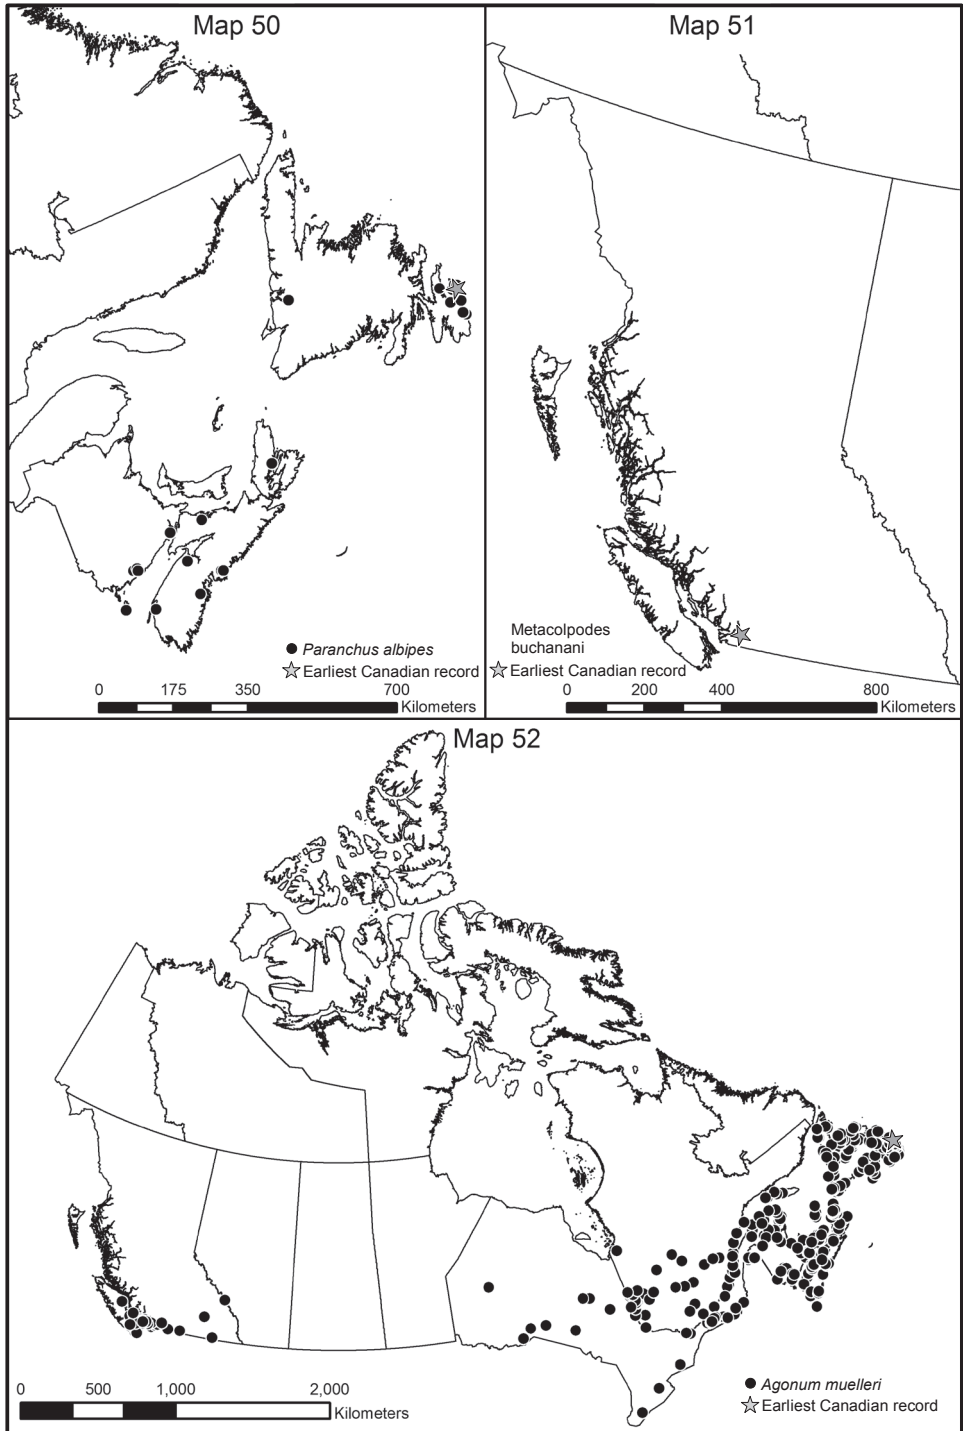 Map 50
Paranchus albipes
Earliest Canadian record
0 175 350 700
Kilometers
Map 51
Metacolpodes
buchanani
Earliest Canadian record
0 200 400 800
Kilometers
Map 52
0 500 1,000 2,000
Kilometers
Agonum muelleri
Earliest Canadian record